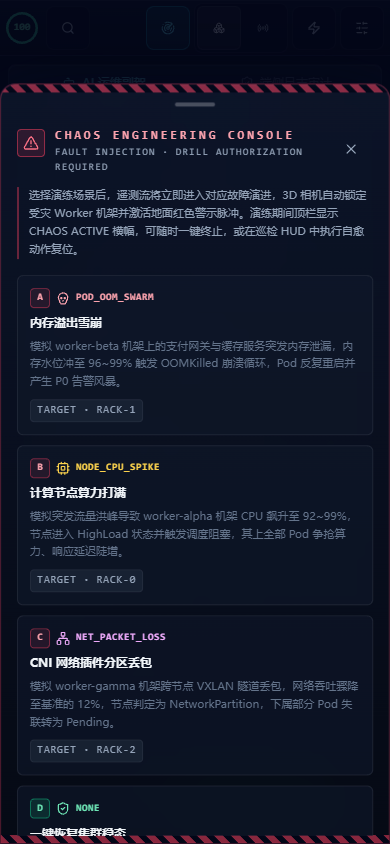 100
CHAOS ENGINEERING CONSOLE
FAULT INJECTION · DRILL AUTHORIZATION
REQUIRED
选择演练场景后，遥测流将立即进入对应故障演进，3D 相机自动锁定
受灾 Worker 机架并激活地面红色警示脉冲。演练期间顶栏显示
CHAOS ACTIVE 横幅，可随时一键终止，或在巡检 HUD 中执行自愈
动作复位。
A POD_OOM_SWARM
内存溢出雪崩
模拟 worker-beta 机架上的支付网关与缓存服务突发内存泄漏，内
存水位冲至 96~99% 触发 OOMKilled 崩溃循环，Pod 反复重启并
产生 P0 告警风暴。
TARGET · RACK-1
B NODE_CPU_SPIKE
计算节点算力打满
模拟突发流量洪峰导致 worker-alpha 机架 CPU 飙升至 92~99%，
节点进入 HighLoad 状态并触发调度阻塞，其上全部 Pod 争抢算
力、响应延迟陡增。
TARGET · RACK-0
C NET_PACKET_LOSS
CNI 网络插件分区丢包
模拟 worker-gamma 机架跨节点 VXLAN 隧道丢包，网络吞吐骤降
至基准的 12%，节点判定为 NetworkPartition，下属部分 Pod 失
联转为 Pending。
TARGET · RACK-2
D NONE
一键恢复集群稳态